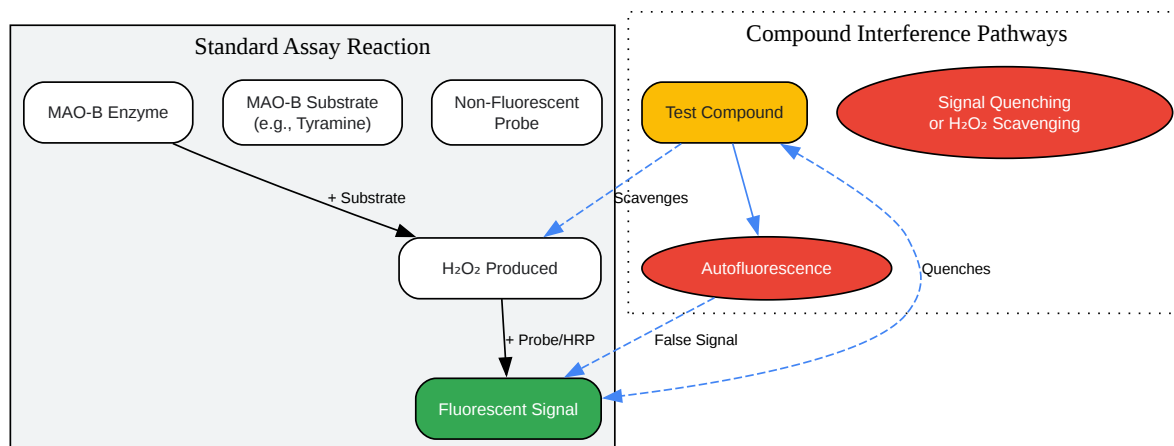 Standard Assay Reaction
Compound Interference Pathways
MAO-B Enzyme
MAO-B Substrate
(e.g., Tyramine)
Non-Fluorescent
Probe
Test Compound
Signal Quenching
or H₂O₂ Scavenging
+ Substrate
Scavenges
H₂O₂ Produced
Autofluorescence
Quenches
+ Probe/HRP
False Signal
Fluorescent Signal